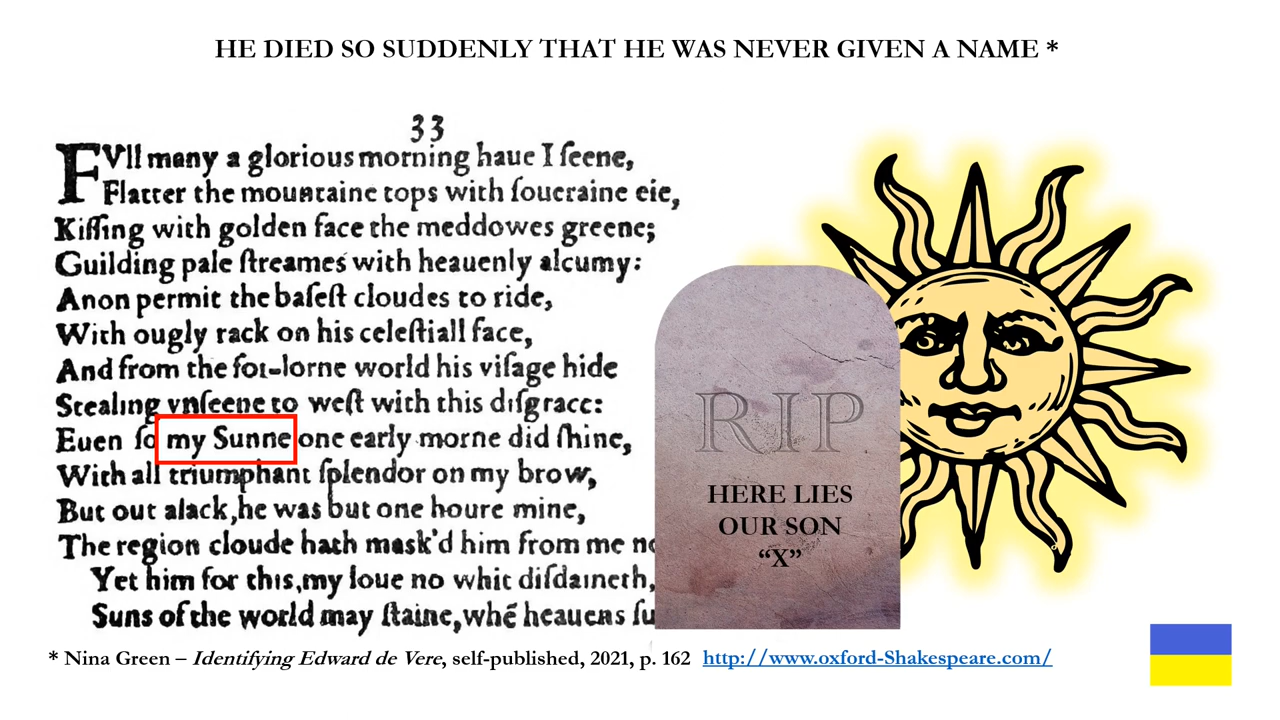 HE DIED SO SUDDENLY THAT HE WAS NEVER GIVEN A NAME *
33
FVll many a glorious morning haue I ſeene,
Flatter the mountaine tops with ſoueraine eie,
Kiſſing with golden face the meddowes greene;
Guilding pale ſtreames with heauenly alcumy:
Anon permit the baſeſt cloudes to ride,
With ougly rack on his celeſtiall face,
And from the for-lorne world his viſage hide
Stealing vnſeene to weſt with this diſgrace:
Euen ſo my Sunne one early morne did ſhine,
With all triumphant ſplendor on my brow,
But out alack,he was but one houre mine,
The region cloude hath mask'd him from me no
Yet him for this,my loue no whit diſdaineth,
Suns of the world may ſtaine,whē heauens ſu
RIP
HERE LIES
OUR SON
“X”
* Nina Green – Identifying Edward de Vere, self-published, 2021, p. 162 http://www.oxford-Shakespeare.com/